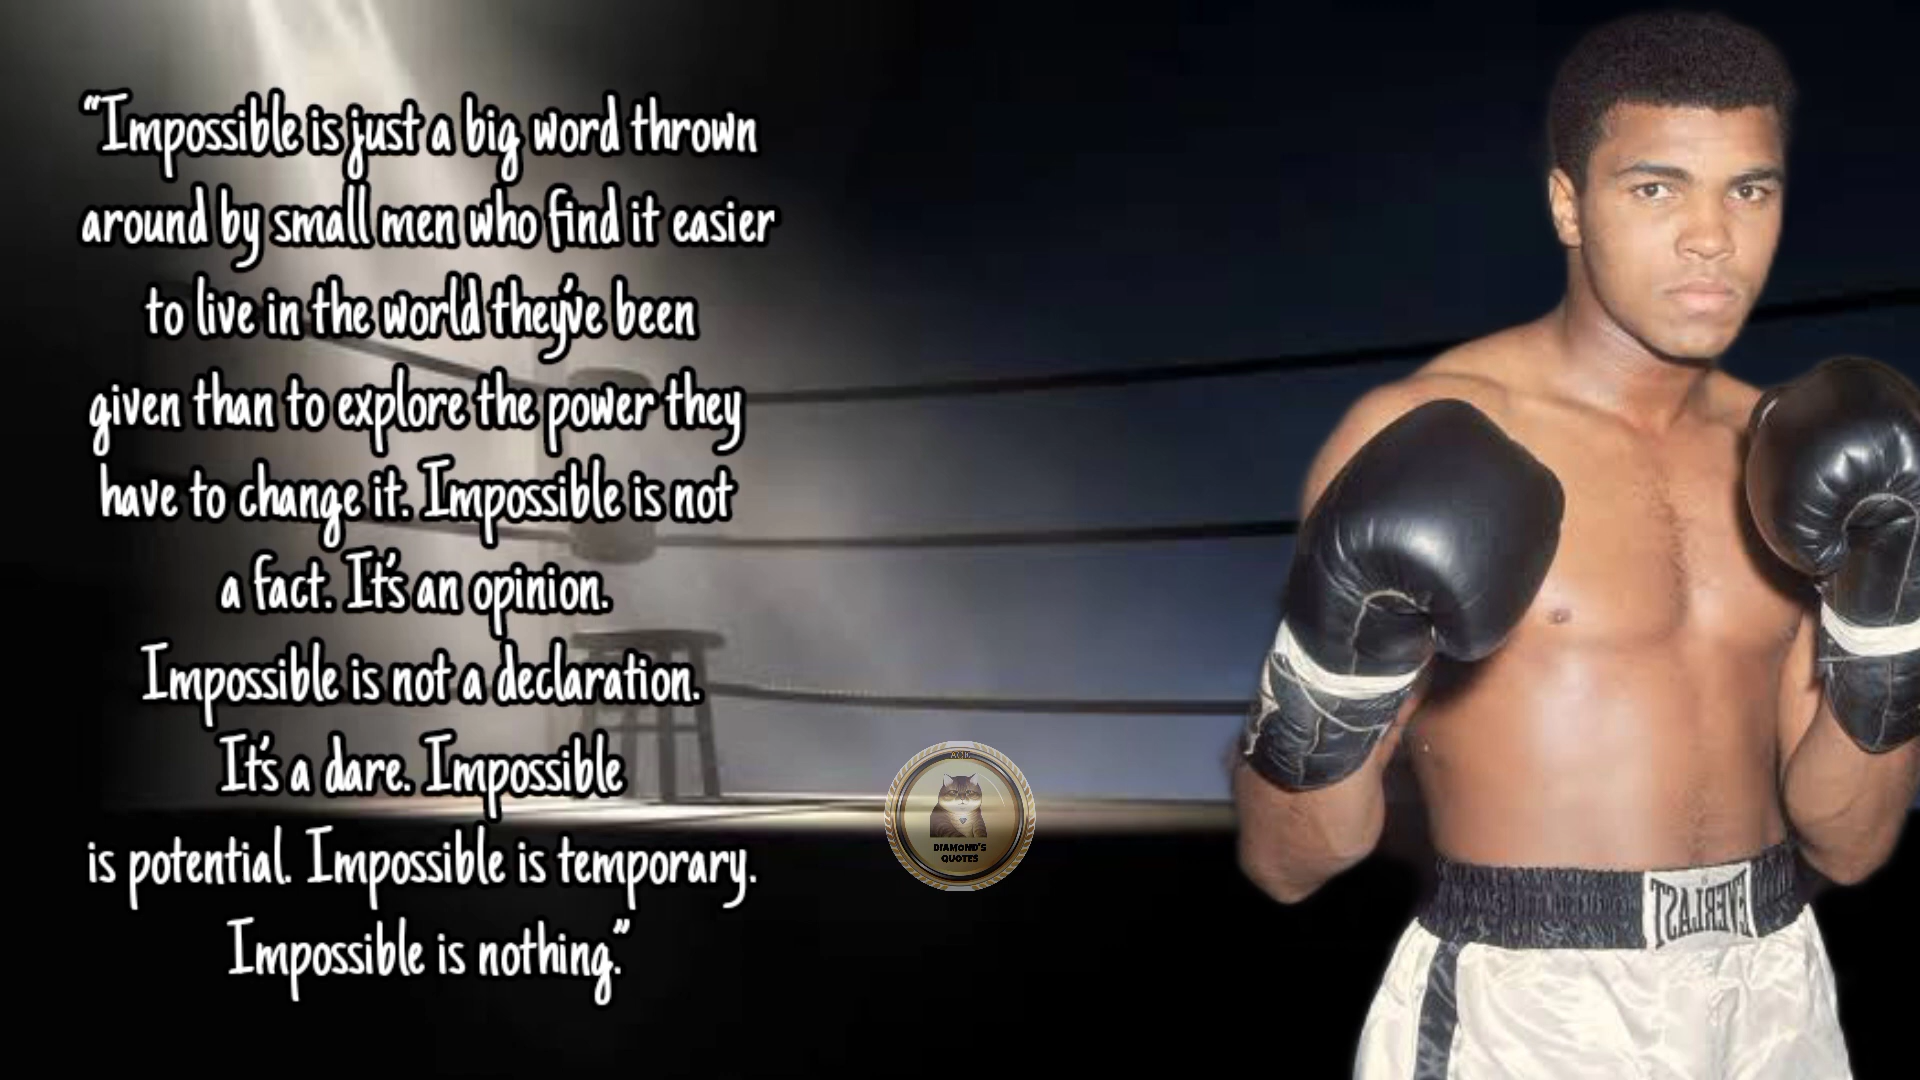 “Impossible is just a big word thrown
around by small men who find it easier
to live in the world they've been
given than to explore the power they
have to change it. Impossible is not
a fact. It's an opinion.
Impossible is not a declaration.
It's a dare. Impossible
is potential. Impossible is temporary.
Impossible is nothing.”
DIAMOND'S
QUOTES
EVERLAST